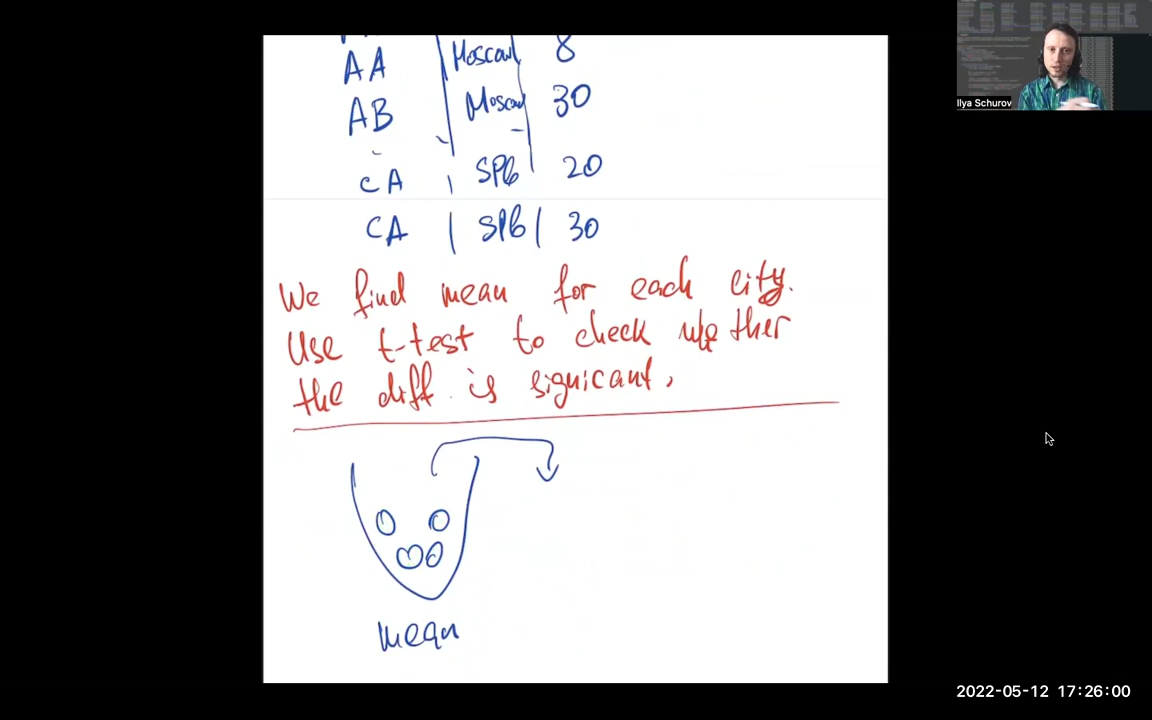 AA | Moscow | 8
AB | Moscow 30
CA | SPb | 20
CA | SPb | 30
We find mean for each city.
Use t-test to check whether
the diff. is signicant.
mean
Ilya Schurov
2022-05-12 17:26:00